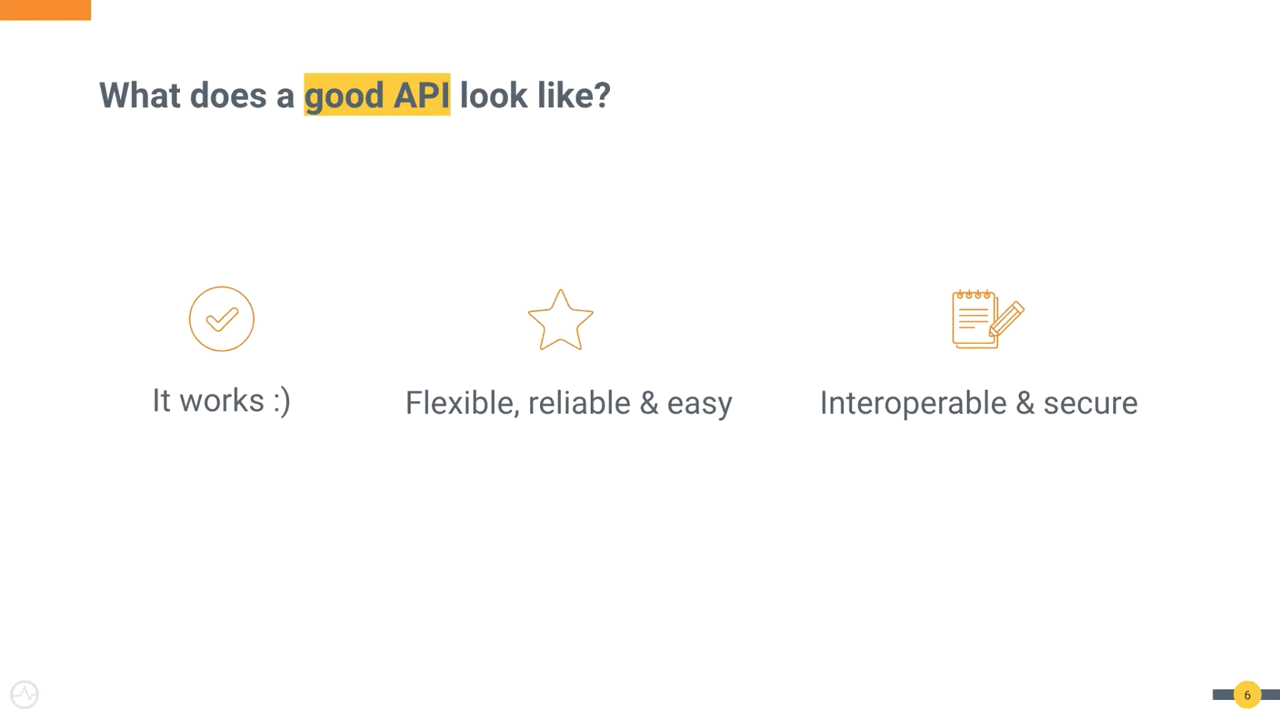 What does a good API look like?
It works :)
Flexible, reliable & easy
Interoperable & secure
6